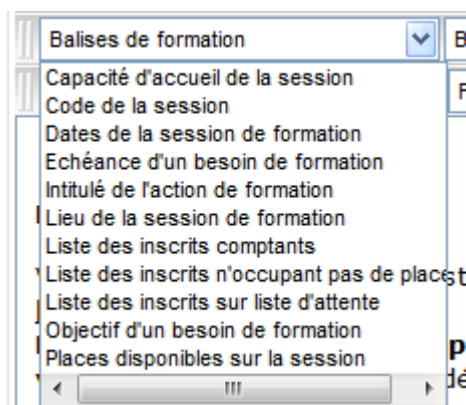 Balises de formation
Capacité d'accueil de la session
Code de la session
Dates de la session de formation
Echéance d'un besoin de formation
Intitulé de l'action de formation
Lieu de la session de formation
Liste des inscrits comptants
Liste des inscrits n'occupant pas de place
Liste des inscrits sur liste d'attente
Objectif d'un besoin de formation
Places disponibles sur la session